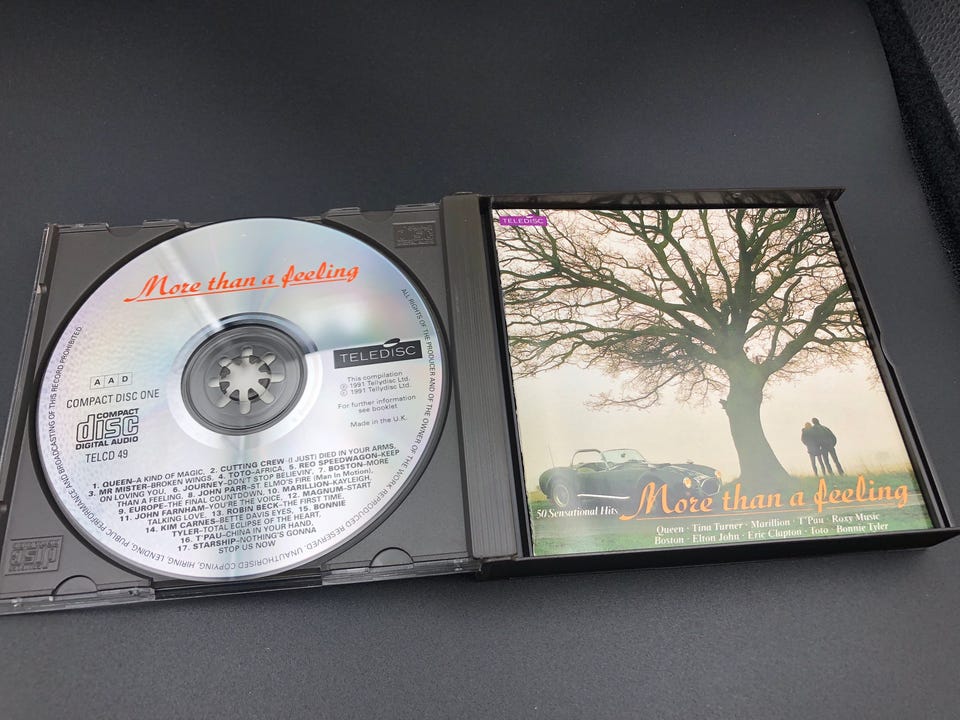 More than a feeling
TELEDISC
This compilation
℗ 1991 Tellydisc Ltd.
© 1991 Tellydisc Ltd.
For further information
see booklet
Made in the U.K.
AAD
COMPACT DISC ONE
COMPACT
disc
DIGITAL AUDIO
TELCD 49
1. QUEEN–A KIND OF MAGIC, 2. CUTTING CREW–(I JUST) DIED IN YOUR ARMS,
3. MR MISTER–BROKEN WINGS, 4. TOTO–AFRICA, 5. REO SPEEDWAGON–KEEP
ON LOVING YOU, 6. JOURNEY–DON'T STOP BELIEVIN', 7. BOSTON–MORE
THAN A FEELING, 8. JOHN PARR–ST. ELMO'S FIRE (Man In Motion),
9. EUROPE–THE FINAL COUNTDOWN, 10. MARILLION–KAYLEIGH,
11. JOHN FARNHAM–YOU'RE THE VOICE, 12. MAGNUM–START
TALKING LOVE, 13. ROBIN BECK–THE FIRST TIME,
14. KIM CARNES–BETTE DAVIS EYES, 15. BONNIE
TYLER–TOTAL ECLIPSE OF THE HEART,
16. T'PAU–CHINA IN YOUR HAND,
17. STARSHIP–NOTHING'S GONNA
STOP US NOW
ALL RIGHTS OF THE PRODUCER AND OF THE OWNER OF THE WORK REPRODUCED RESERVED. UNAUTHORISED COPYING, HIRING, LENDING, PUBLIC PERFORMANCE AND BROADCASTING OF THIS RECORD PROHIBITED
TELEDISC
50 Sensational Hits
More than a feeling
Queen · Tina Turner · Marillion · T'Pau · Roxy Music
Boston · Elton John · Eric Clapton · Toto · Bonnie Tyler